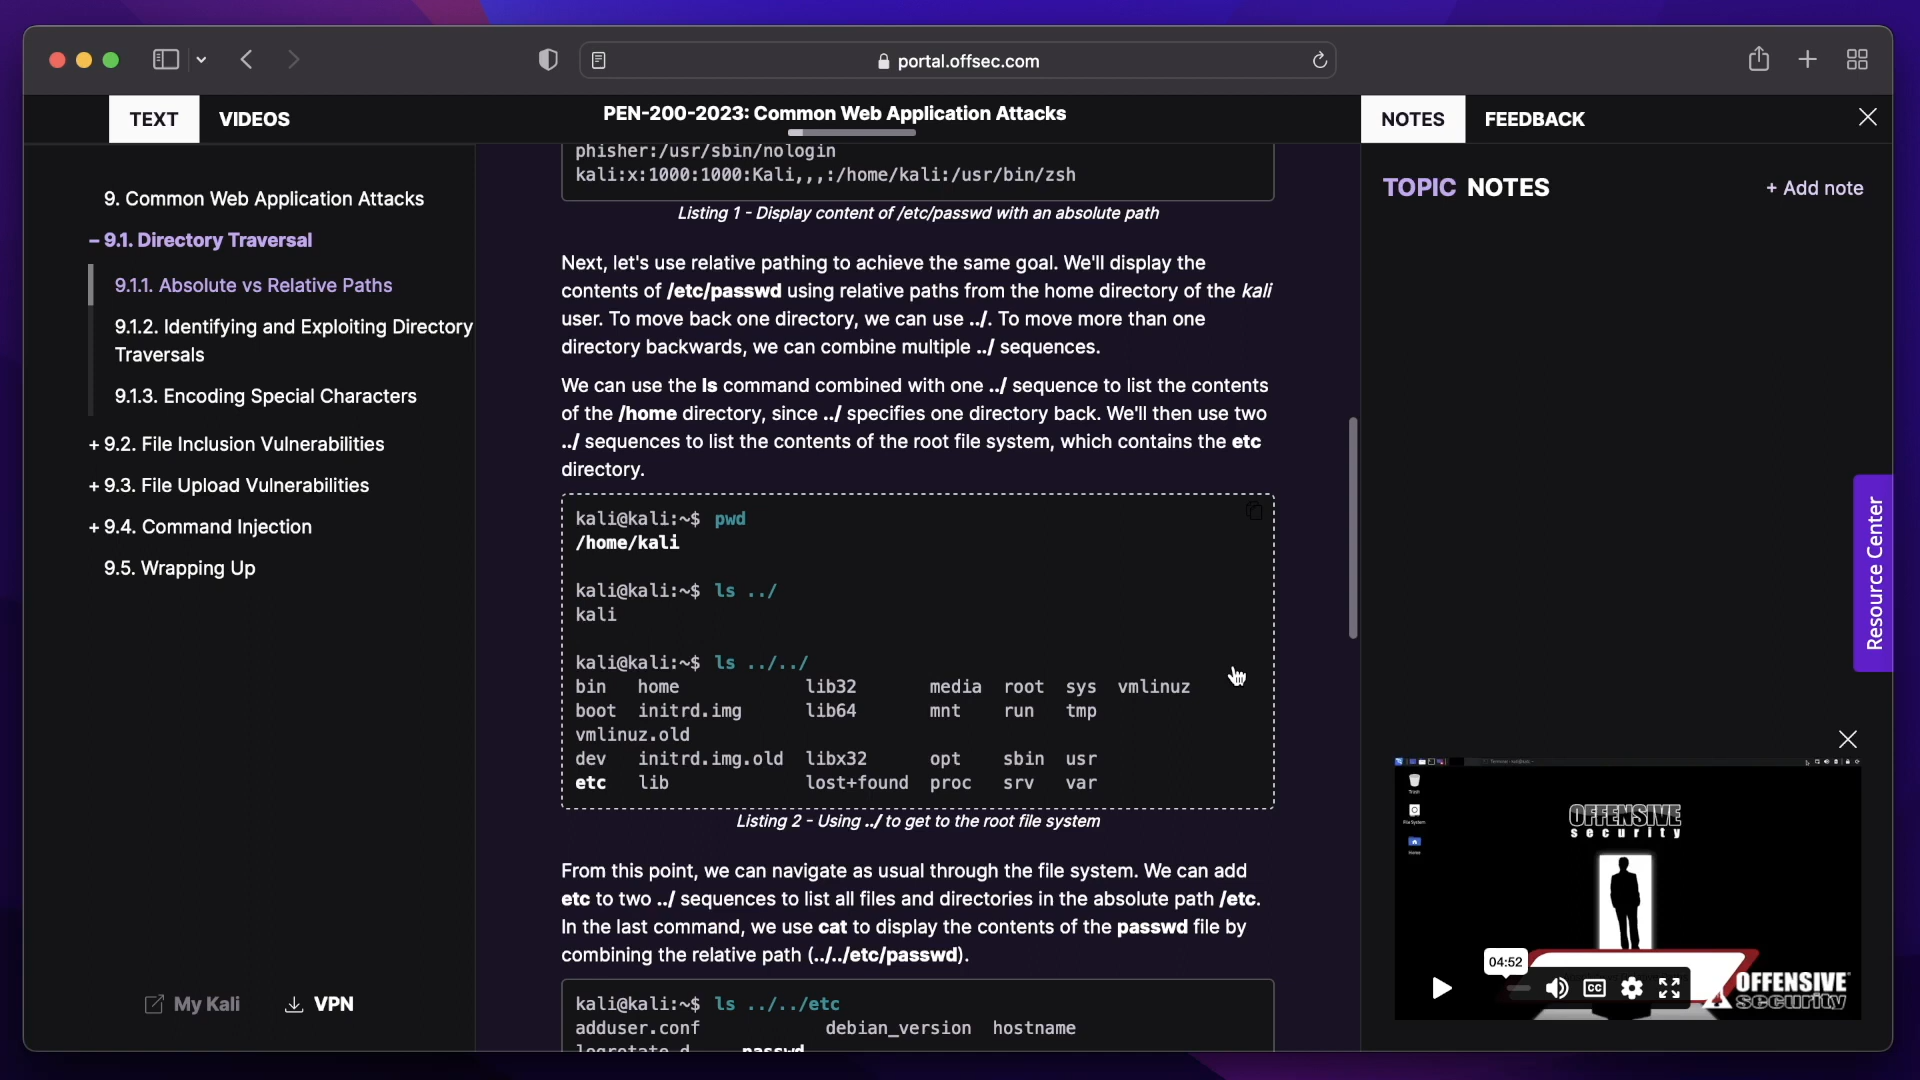 portal.offsec.com
TEXT
VIDEOS
PEN-200-2023: Common Web Application Attacks
NOTES
FEEDBACK
9. Common Web Application Attacks
– 9.1. Directory Traversal
9.1.1. Absolute vs Relative Paths
9.1.2. Identifying and Exploiting Directory
Traversals
9.1.3. Encoding Special Characters
+ 9.2. File Inclusion Vulnerabilities
+ 9.3. File Upload Vulnerabilities
+ 9.4. Command Injection
9.5. Wrapping Up
My Kali
VPN
phisher:/usr/sbin/nologin
kali:x:1000:1000:Kali,,,:/home/kali:/usr/bin/zsh
Listing 1 - Display content of /etc/passwd with an absolute path
Next, let's use relative pathing to achieve the same goal. We'll display the
contents of /etc/passwd using relative paths from the home directory of the kali
user. To move back one directory, we can use ../. To move more than one
directory backwards, we can combine multiple ../ sequences.
We can use the ls command combined with one ../ sequence to list the contents
of the /home directory, since ../ specifies one directory back. We'll then use two
../ sequences to list the contents of the root file system, which contains the etc
directory.
kali@kali:~$ pwd
/home/kali
kali@kali:~$ ls ../
kali
kali@kali:~$ ls ../../
bin home lib32 media root sys vmlinuz
boot initrd.img lib64 mnt run tmp
vmlinuz.old
dev initrd.img.old libx32 opt sbin usr
etc lib lost+found proc srv var
Listing 2 - Using ../ to get to the root file system
From this point, we can navigate as usual through the file system. We can add
etc to two ../ sequences to list all files and directories in the absolute path /etc.
In the last command, we use cat to display the contents of the passwd file by
combining the relative path (../../etc/passwd).
kali@kali:~$ ls ../../etc
adduser.conf debian_version hostname
logrotate.d passwd
TOPIC NOTES
+ Add note
Resource Center
OFFENSIVE
security
04:52
CC
OFFENSIVE
security